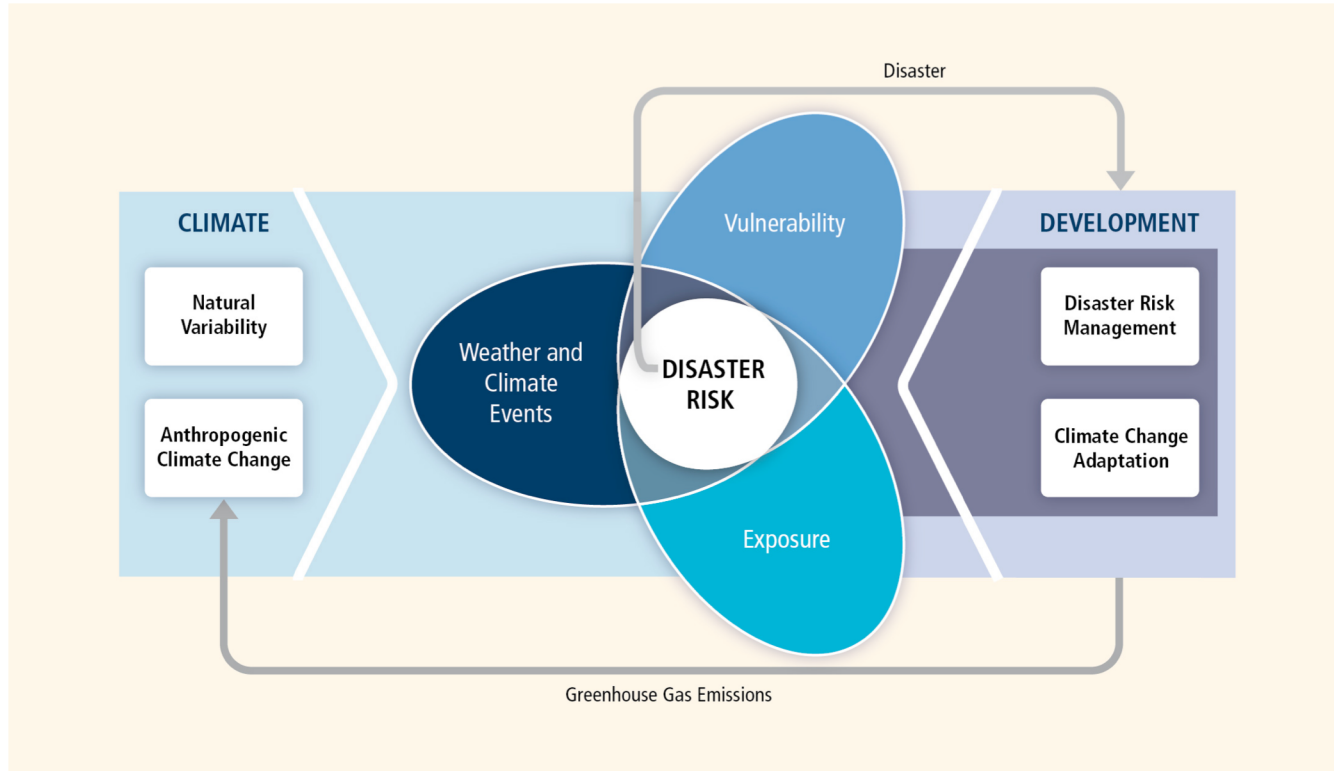 Disaster
CLIMATE
Natural
Variability
Anthropogenic
Climate Change
Weather and
Climate
Events
Vulnerability
DISASTER
RISK
Exposure
DEVELOPMENT
Disaster Risk
Management
Climate Change
Adaptation
Greenhouse Gas Emissions